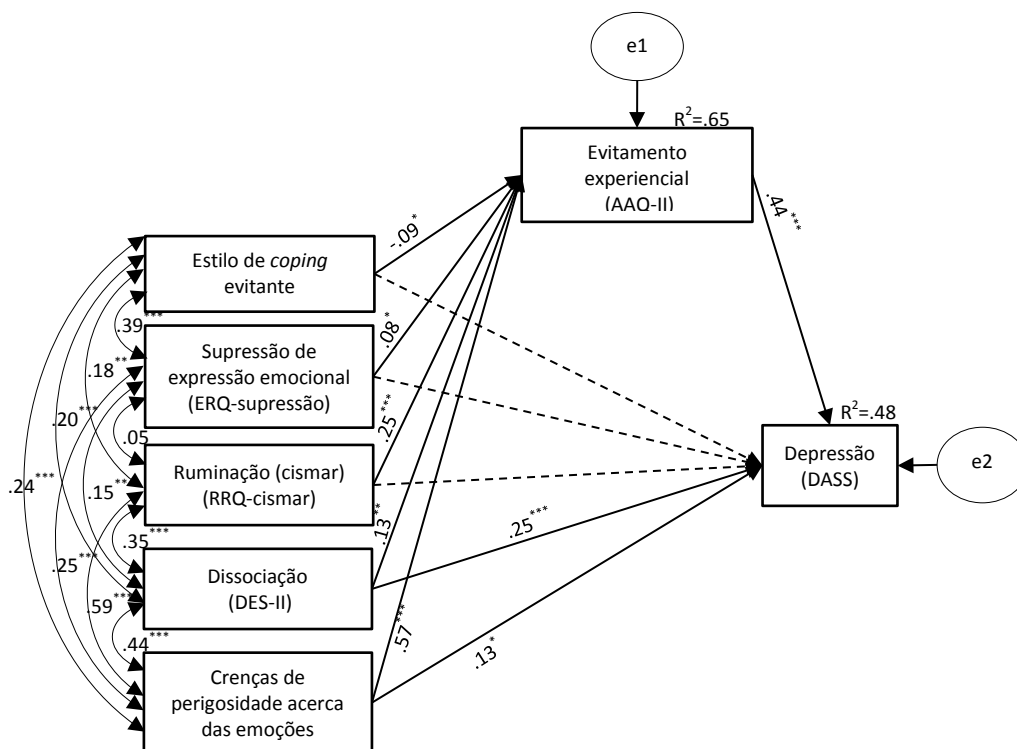 e1
R²=.65
Evitamento
experiencial
(AAQ-II)
-.09*
.44***
Estilo de coping
evitante
.39***
.08*
Supressão de
expressão emocional
(ERQ-supressão)
.18**
.20***
.25***
R²=.48
.05
Depressão
(DASS)
e2
Ruminação (cismar)
(RRQ-cismar)
.24***
.15**
.13**
.25***
.35***
.25***
Dissociação
(DES-II)
.59***
.57***
.13*
.44***
Crenças de
perigosidade acerca
das emoções